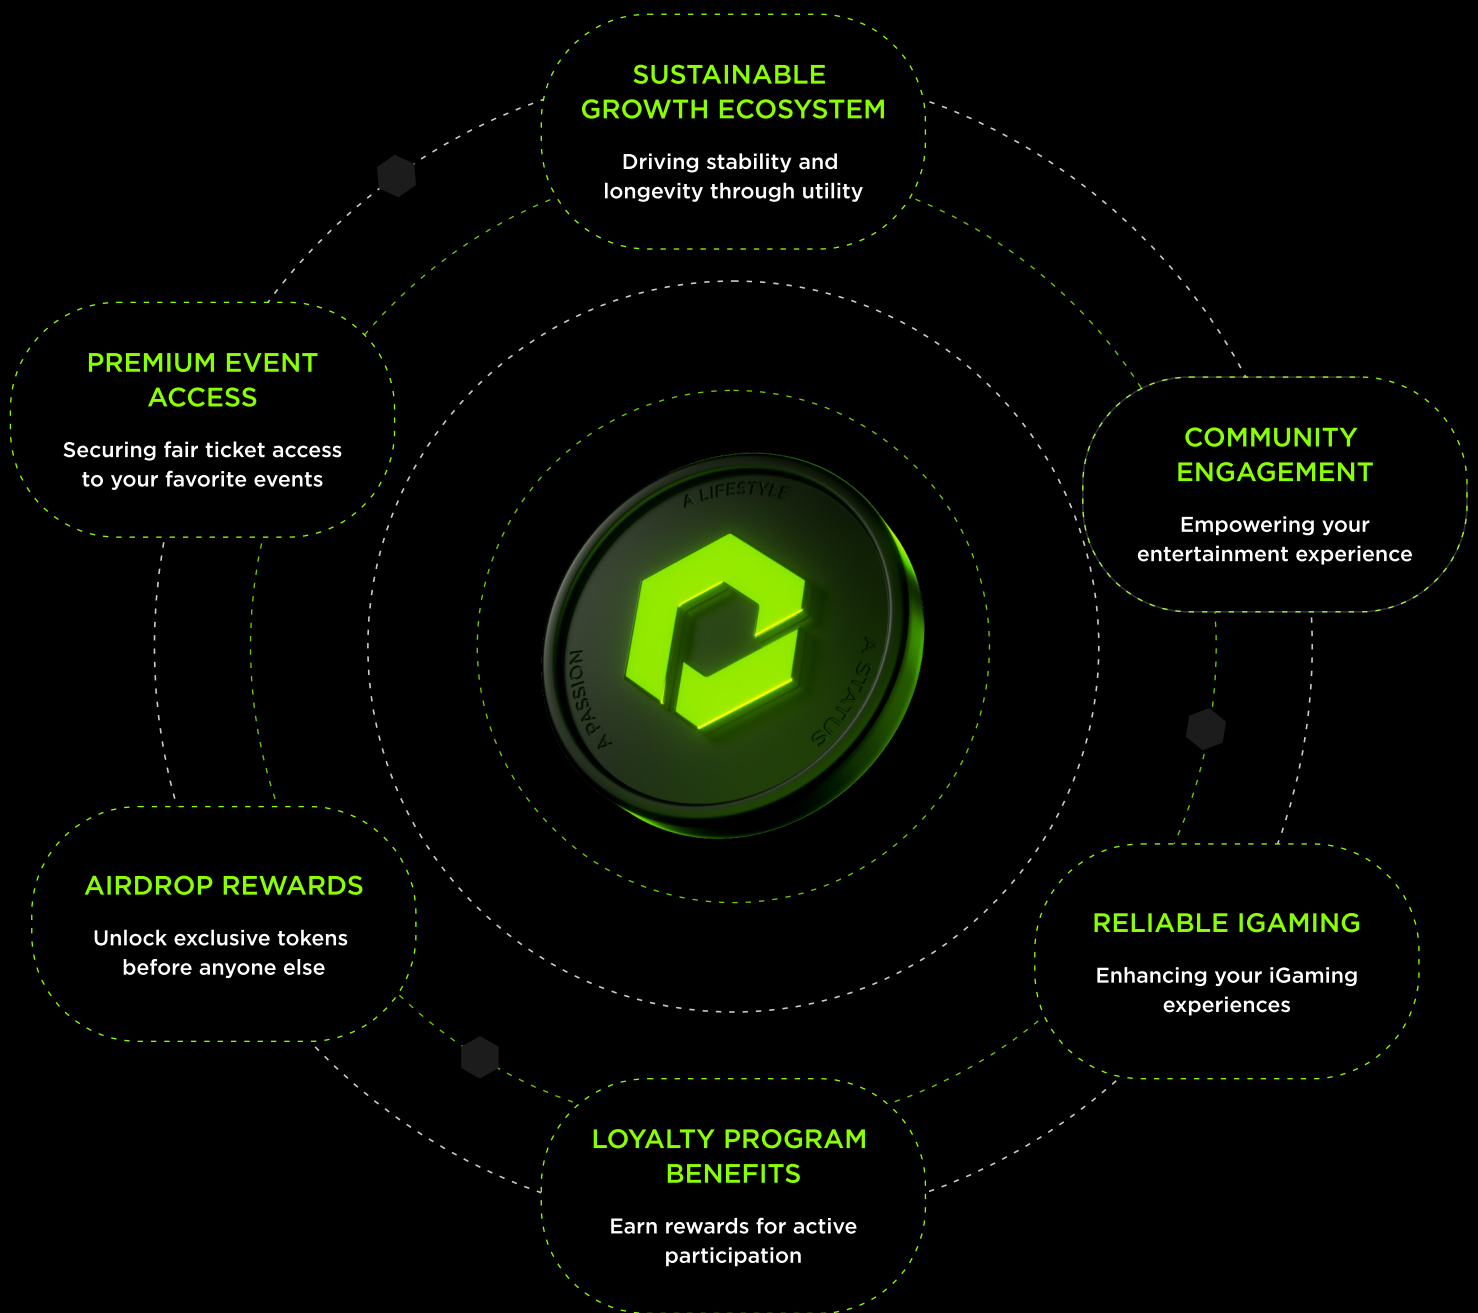 SUSTAINABLE
GROWTH ECOSYSTEM
Driving stability and
longevity through utility
PREMIUM EVENT
ACCESS
Securing fair ticket access
to your favorite events
COMMUNITY
ENGAGEMENT
Empowering your
entertainment experience
A LIFESTYLE
A PASSION
A STATUS
AIRDROP REWARDS
Unlock exclusive tokens
before anyone else
RELIABLE IGAMING
Enhancing your iGaming
experiences
LOYALTY PROGRAM
BENEFITS
Earn rewards for active
participation